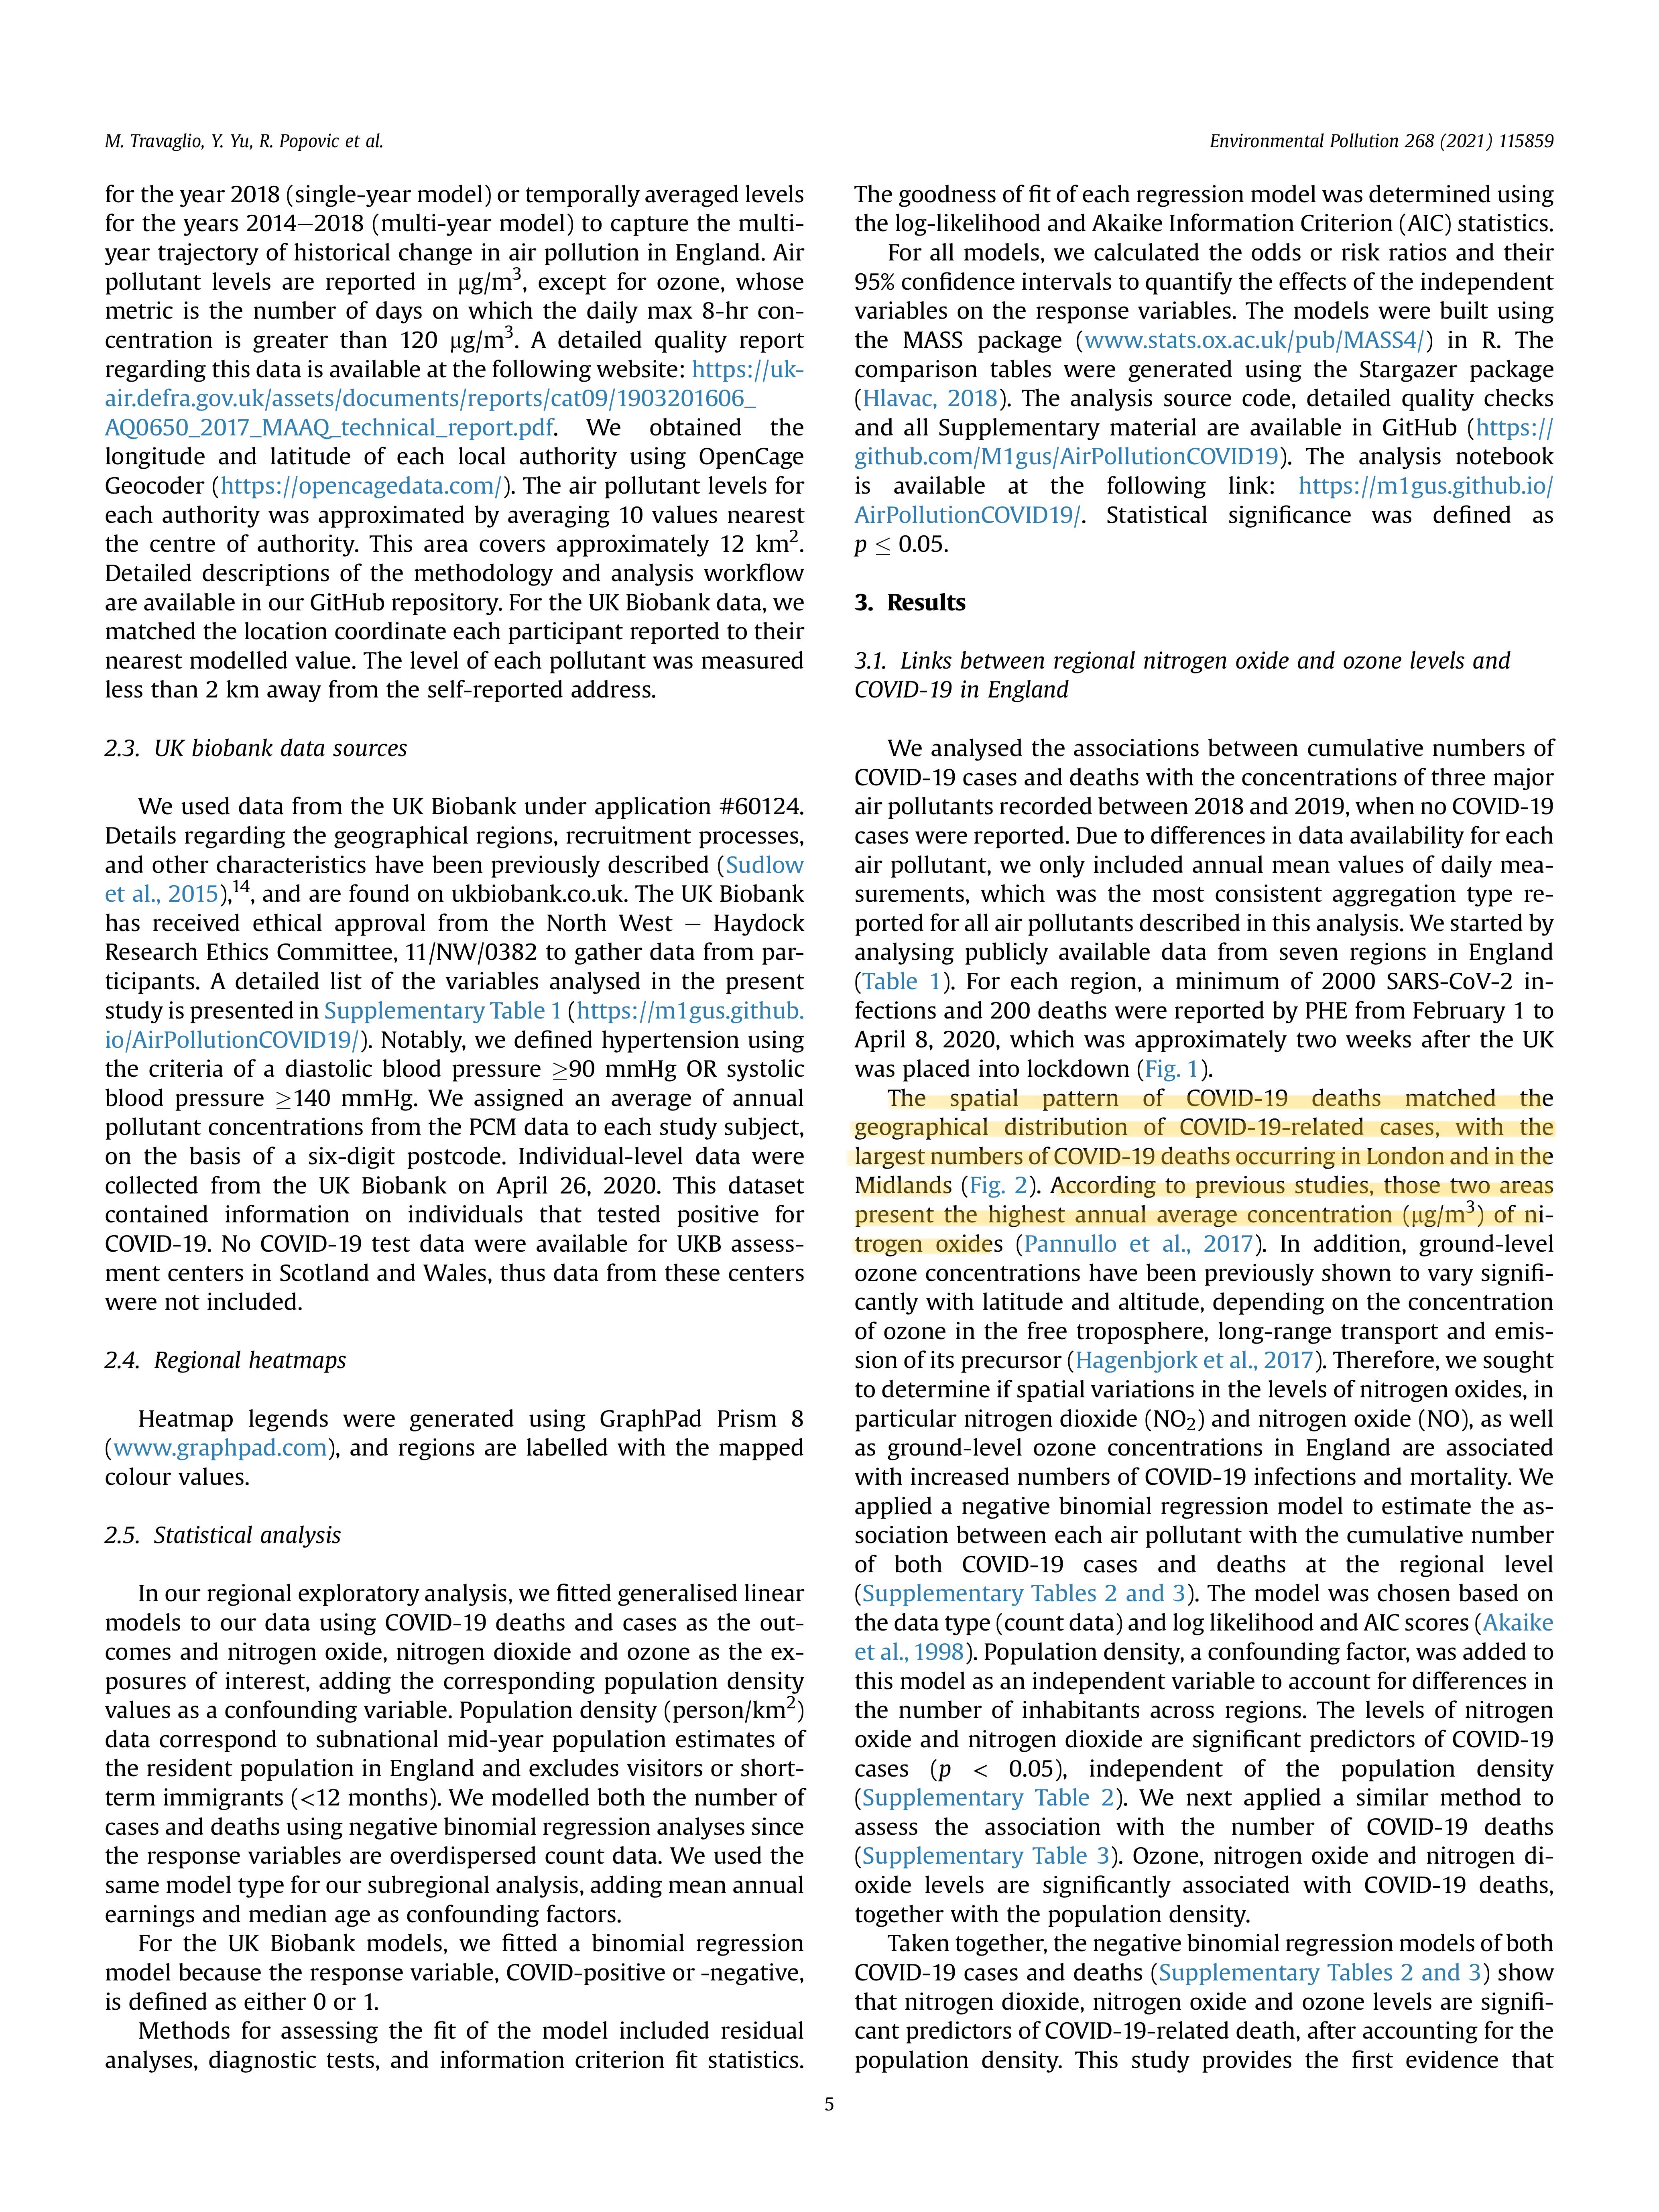 M. Travaglio, Y. Yu, R. Popovic et al.
Environmental Pollution 268 (2021) 115859
for the year 2018 (single-year model) or temporally averaged levels
for the years 2014—2018 (multi-year model) to capture the multi-
year trajectory of historical change in air pollution in England. Air
pollutant levels are reported in μg/m³, except for ozone, whose
metric is the number of days on which the daily max 8-hr con-
centration is greater than 120 μg/m³. A detailed quality report
regarding this data is available at the following website: https://uk-
air.defra.gov.uk/assets/documents/reports/cat09/1903201606_
AQ0650_2017_MAAQ_technical_report.pdf. We obtained the
longitude and latitude of each local authority using OpenCage
Geocoder (https://opencagedata.com/). The air pollutant levels for
each authority was approximated by averaging 10 values nearest
the centre of authority. This area covers approximately 12 km².
Detailed descriptions of the methodology and analysis workflow
are available in our GitHub repository. For the UK Biobank data, we
matched the location coordinate each participant reported to their
nearest modelled value. The level of each pollutant was measured
less than 2 km away from the self-reported address.
2.3. UK biobank data sources
We used data from the UK Biobank under application #60124.
Details regarding the geographical regions, recruitment processes,
and other characteristics have been previously described (Sudlow
et al., 2015),¹⁴, and are found on ukbiobank.co.uk. The UK Biobank
has received ethical approval from the North West — Haydock
Research Ethics Committee, 11/NW/0382 to gather data from par-
ticipants. A detailed list of the variables analysed in the present
study is presented in Supplementary Table 1 (https://m1gus.github.
io/AirPollutionCOVID19/). Notably, we defined hypertension using
the criteria of a diastolic blood pressure ≥90 mmHg OR systolic
blood pressure ≥140 mmHg. We assigned an average of annual
pollutant concentrations from the PCM data to each study subject,
on the basis of a six-digit postcode. Individual-level data were
collected from the UK Biobank on April 26, 2020. This dataset
contained information on individuals that tested positive for
COVID-19. No COVID-19 test data were available for UKB assess-
ment centers in Scotland and Wales, thus data from these centers
were not included.
2.4. Regional heatmaps
Heatmap legends were generated using GraphPad Prism 8
(www.graphpad.com), and regions are labelled with the mapped
colour values.
2.5. Statistical analysis
In our regional exploratory analysis, we fitted generalised linear
models to our data using COVID-19 deaths and cases as the out-
comes and nitrogen oxide, nitrogen dioxide and ozone as the ex-
posures of interest, adding the corresponding population density
values as a confounding variable. Population density (person/km²)
data correspond to subnational mid-year population estimates of
the resident population in England and excludes visitors or short-
term immigrants (<12 months). We modelled both the number of
cases and deaths using negative binomial regression analyses since
the response variables are overdispersed count data. We used the
same model type for our subregional analysis, adding mean annual
earnings and median age as confounding factors.
For the UK Biobank models, we fitted a binomial regression
model because the response variable, COVID-positive or -negative,
is defined as either 0 or 1.
Methods for assessing the fit of the model included residual
analyses, diagnostic tests, and information criterion fit statistics.
The goodness of fit of each regression model was determined using
the log-likelihood and Akaike Information Criterion (AIC) statistics.
For all models, we calculated the odds or risk ratios and their
95% confidence intervals to quantify the effects of the independent
variables on the response variables. The models were built using
the MASS package (www.stats.ox.ac.uk/pub/MASS4/) in R. The
comparison tables were generated using the Stargazer package
(Hlavac, 2018). The analysis source code, detailed quality checks
and all Supplementary material are available in GitHub (https://
github.com/M1gus/AirPollutionCOVID19). The analysis notebook
is available at the following link: https://m1gus.github.io/
AirPollutionCOVID19/. Statistical significance was defined as
p ≤ 0.05.
3. Results
3.1. Links between regional nitrogen oxide and ozone levels and
COVID-19 in England
We analysed the associations between cumulative numbers of
COVID-19 cases and deaths with the concentrations of three major
air pollutants recorded between 2018 and 2019, when no COVID-19
cases were reported. Due to differences in data availability for each
air pollutant, we only included annual mean values of daily mea-
surements, which was the most consistent aggregation type re-
ported for all air pollutants described in this analysis. We started by
analysing publicly available data from seven regions in England
(Table 1). For each region, a minimum of 2000 SARS-CoV-2 in-
fections and 200 deaths were reported by PHE from February 1 to
April 8, 2020, which was approximately two weeks after the UK
was placed into lockdown (Fig. 1).
The spatial pattern of COVID-19 deaths matched the
geographical distribution of COVID-19-related cases, with the
largest numbers of COVID-19 deaths occurring in London and in the
Midlands (Fig. 2). According to previous studies, those two areas
present the highest annual average concentration (μg/m³) of ni-
trogen oxides (Pannullo et al., 2017). In addition, ground-level
ozone concentrations have been previously shown to vary signifi-
cantly with latitude and altitude, depending on the concentration
of ozone in the free troposphere, long-range transport and emis-
sion of its precursor (Hagenbjork et al., 2017). Therefore, we sought
to determine if spatial variations in the levels of nitrogen oxides, in
particular nitrogen dioxide (NO₂) and nitrogen oxide (NO), as well
as ground-level ozone concentrations in England are associated
with increased numbers of COVID-19 infections and mortality. We
applied a negative binomial regression model to estimate the as-
sociation between each air pollutant with the cumulative number
of both COVID-19 cases and deaths at the regional level
(Supplementary Tables 2 and 3). The model was chosen based on
the data type (count data) and log likelihood and AIC scores (Akaike
et al., 1998). Population density, a confounding factor, was added to
this model as an independent variable to account for differences in
the number of inhabitants across regions. The levels of nitrogen
oxide and nitrogen dioxide are significant predictors of COVID-19
cases (p < 0.05), independent of the population density
(Supplementary Table 2). We next applied a similar method to
assess the association with the number of COVID-19 deaths
(Supplementary Table 3). Ozone, nitrogen oxide and nitrogen di-
oxide levels are significantly associated with COVID-19 deaths,
together with the population density.
Taken together, the negative binomial regression models of both
COVID-19 cases and deaths (Supplementary Tables 2 and 3) show
that nitrogen dioxide, nitrogen oxide and ozone levels are signifi-
cant predictors of COVID-19-related death, after accounting for the
population density. This study provides the first evidence that
5